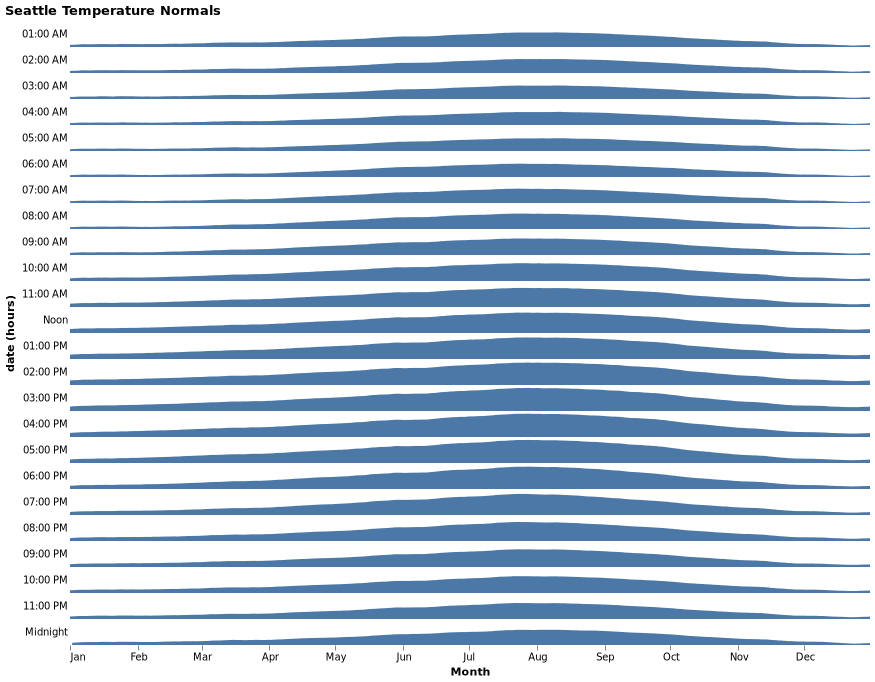 Seattle Temperature Normals
01:00 AM
02:00 AM
03:00 AM
04:00 AM
05:00 AM
06:00 AM
07:00 AM
08:00 AM
09:00 AM
10:00 AM
11:00 AM
Noon
01:00 PM
02:00 PM
03:00 PM
04:00 PM
05:00 PM
06:00 PM
07:00 PM
08:00 PM
09:00 PM
10:00 PM
11:00 PM
Midnight
date (hours)
Jan Feb Mar Apr May Jun Jul Aug Sep Oct Nov Dec
Month